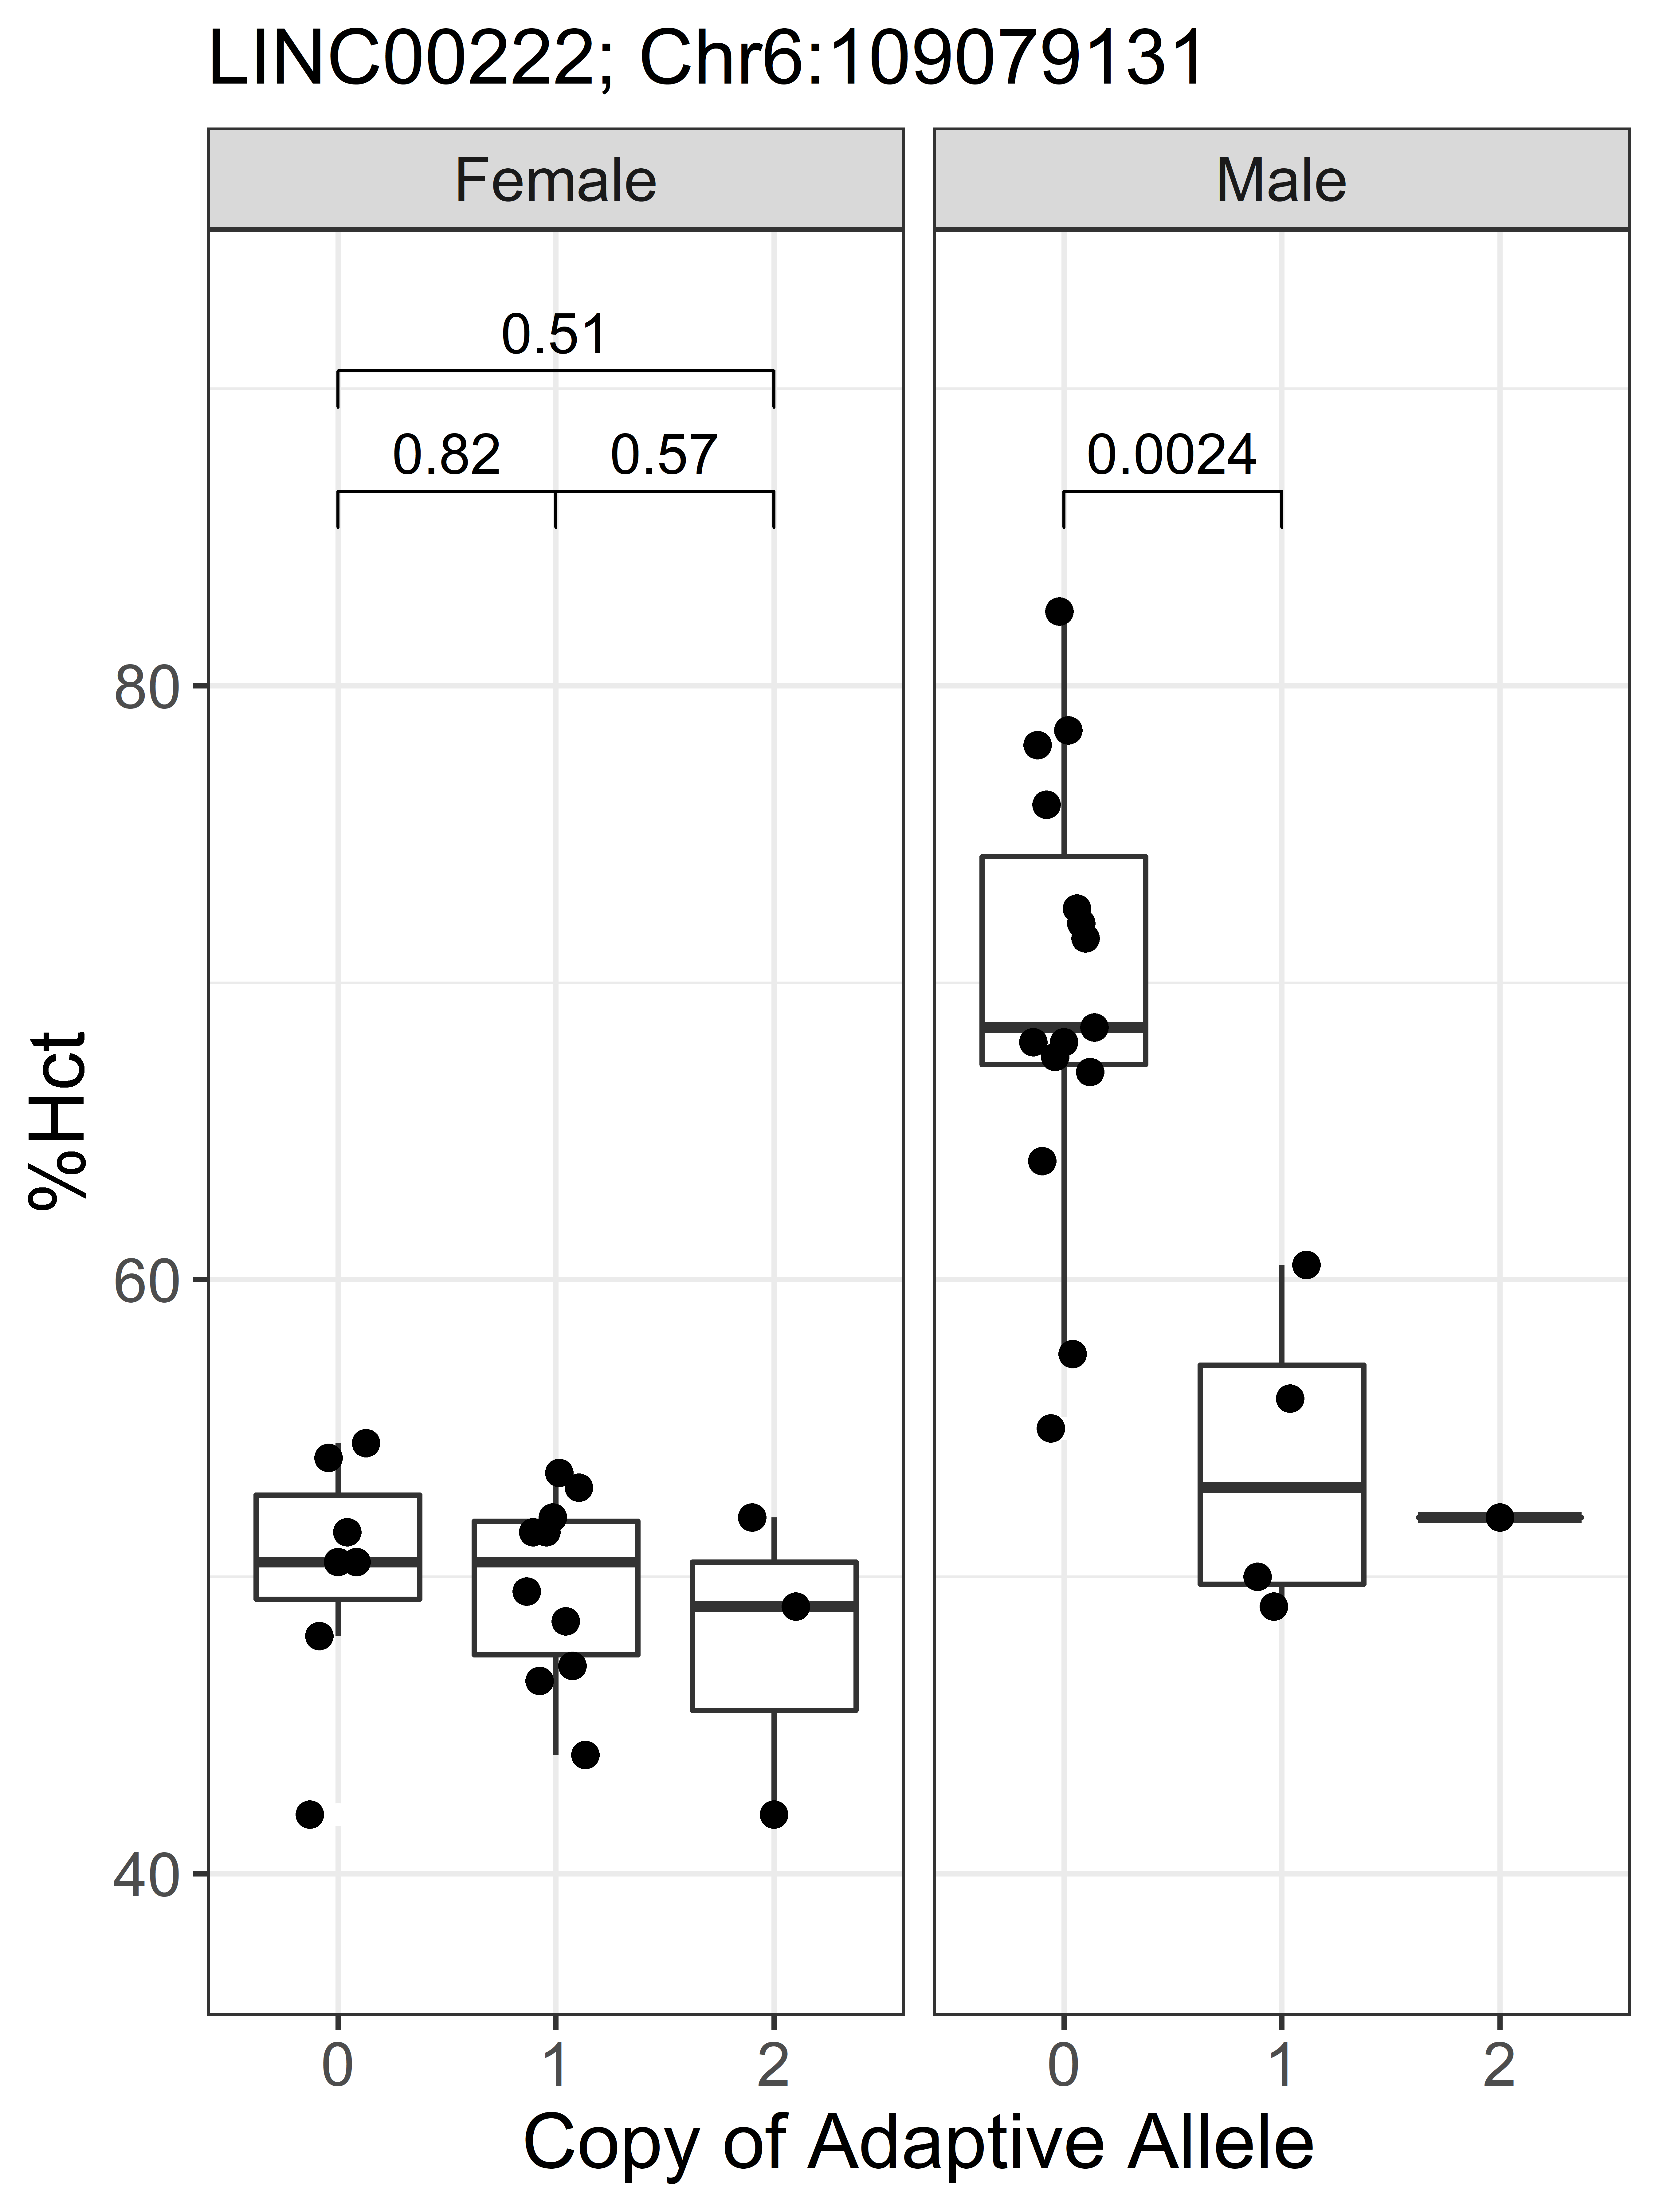 LINC00222; Chr6:109079131
Female
Male
0.51
0.82
0.57
0.0024
80
60
40
%Hct
0
1
2
0
1
2
Copy of Adaptive Allele